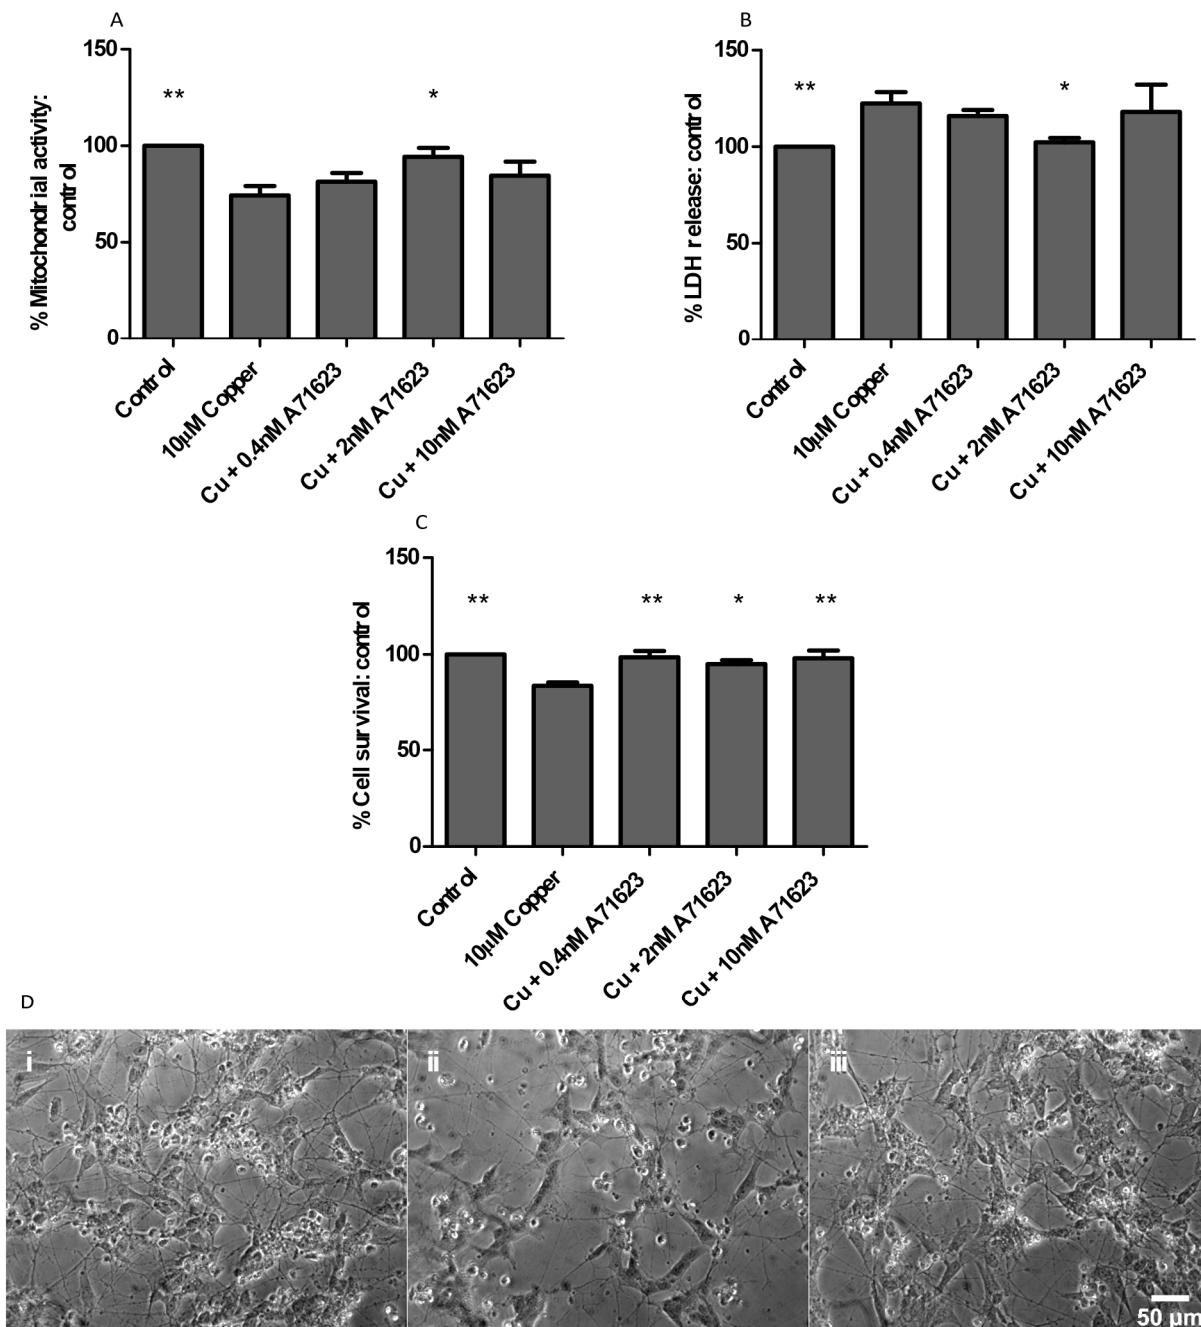 A
% Mitochondrial activity:
control
150
100
50
0
**
*
Control
10µM Copper
Cu + 0.4nM A71623
Cu + 2nM A71623
Cu + 10nM A71623
B
% LDH release: control
150
100
50
0
**
*
Control
10µM Copper
Cu + 0.4nM A71623
Cu + 2nM A71623
Cu + 10nM A71623
C
% Cell survival: control
150
100
50
0
**
**
*
**
Control
10µM Copper
Cu + 0.4nM A71623
Cu + 2nM A71623
Cu + 10nM A71623
D
i
ii
iii
50 µm